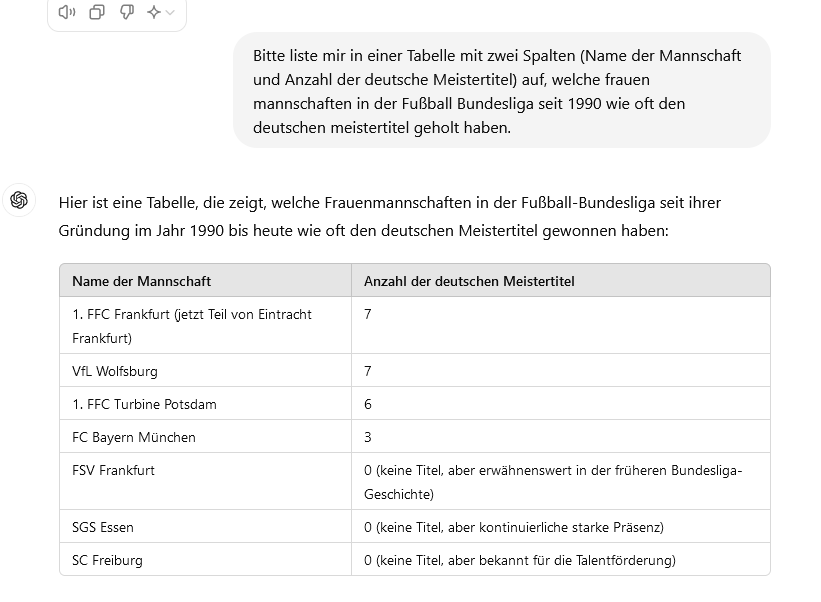 Bitte liste mir in einer Tabelle mit zwei Spalten (Name der Mannschaft
und Anzahl der deutsche Meistertitel) auf, welche frauen
mannschaften in der Fußball Bundesliga seit 1990 wie oft den
deutschen meistertitel geholt haben.
Hier ist eine Tabelle, die zeigt, welche Frauenmannschaften in der Fußball-Bundesliga seit ihrer
Gründung im Jahr 1990 bis heute wie oft den deutschen Meistertitel gewonnen haben:
Name der Mannschaft Anzahl der deutschen Meistertitel
1. FFC Frankfurt (jetzt Teil von Eintracht 7
Frankfurt)
VfL Wolfsburg 7
1. FFC Turbine Potsdam 6
FC Bayern München 3
FSV Frankfurt 0 (keine Titel, aber erwähnenswert in der früheren Bundesliga-
Geschichte)
SGS Essen 0 (keine Titel, aber kontinuierliche starke Präsenz)
SC Freiburg 0 (keine Titel, aber bekannt für die Talentförderung)